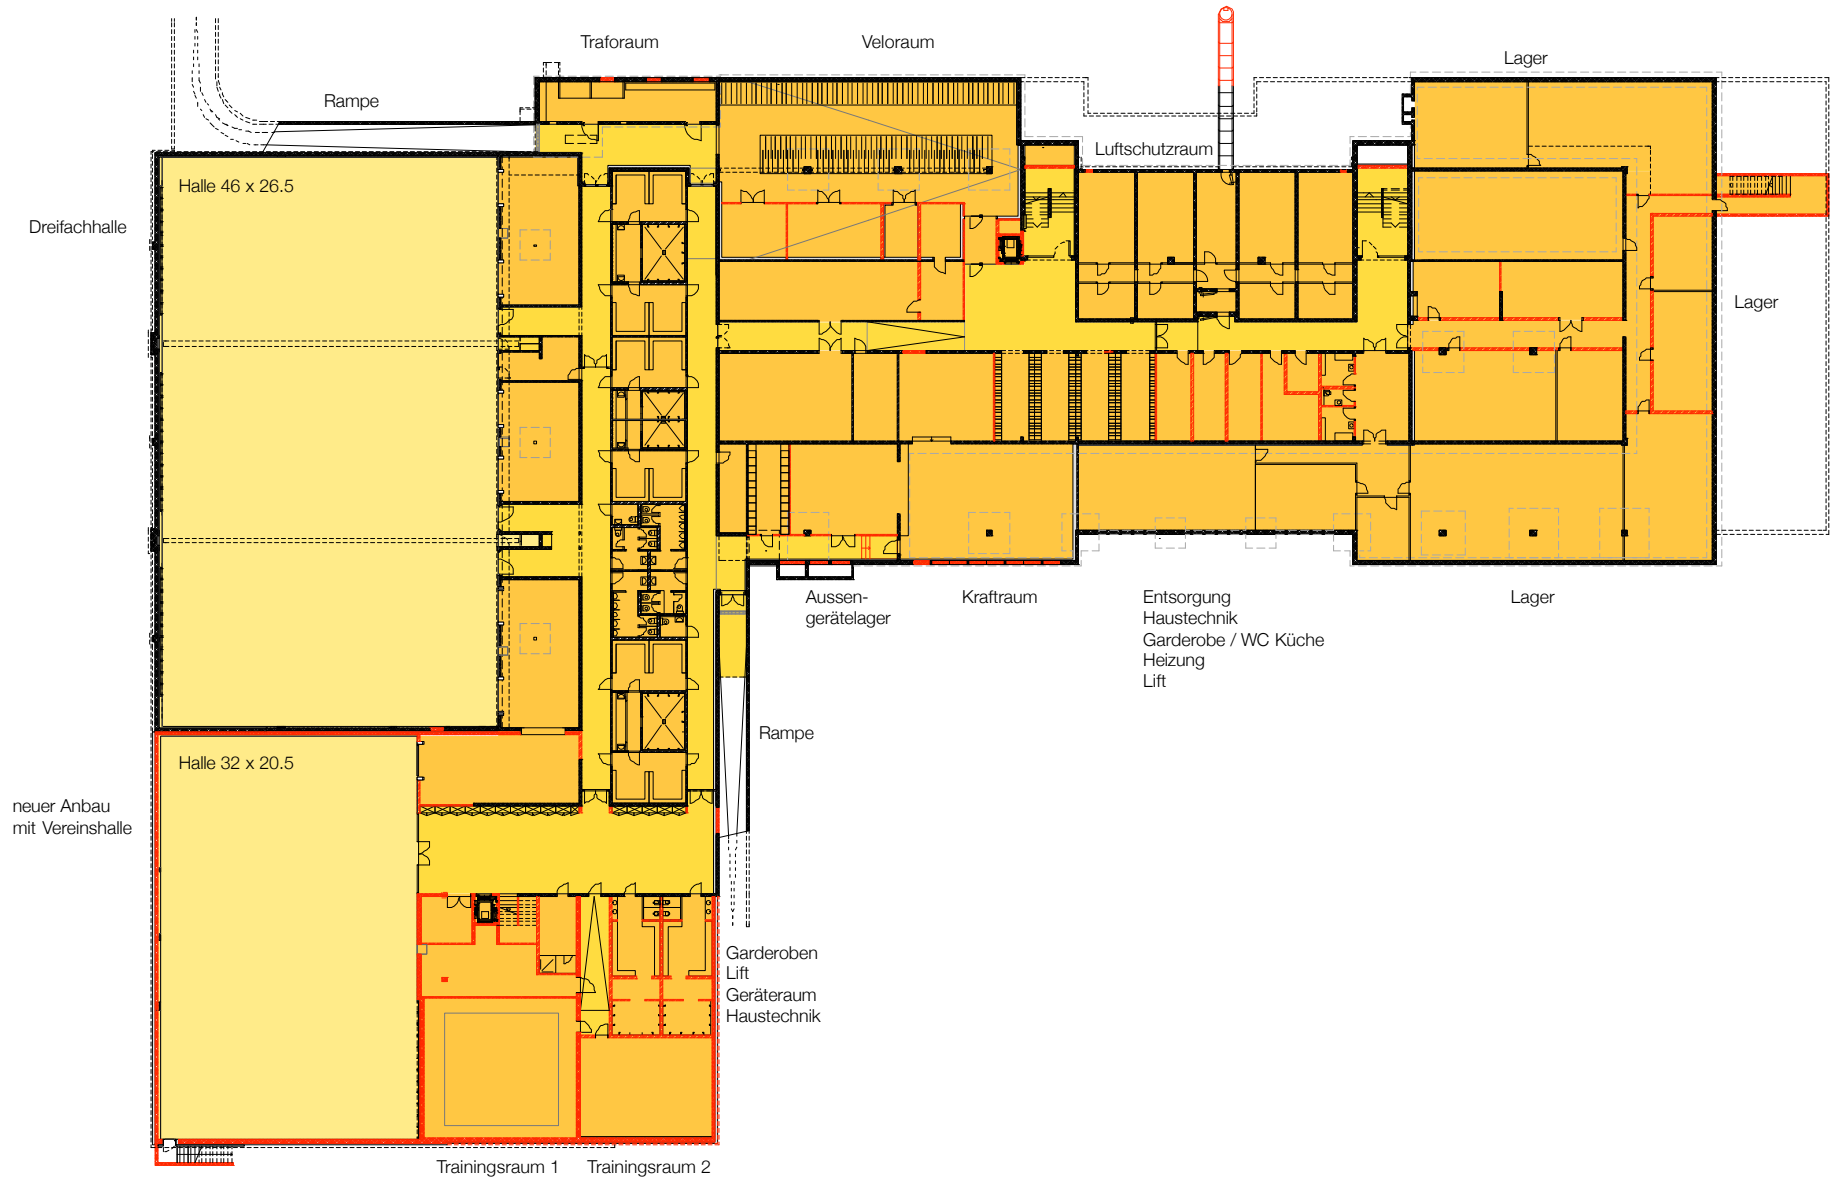 Traforaum
Veloraum
Lager
Rampe
Luftschutzraum
Halle 46 x 26.5
Dreifachhalle
Lager
Aussen-
gerätelager
Kraftraum
Entsorgung
Haustechnik
Garderobe / WC Küche
Heizung
Lift
Lager
Rampe
Halle 32 x 20.5
neuer Anbau
mit Vereinshalle
Garderoben
Lift
Geräteraum
Haustechnik
Trainingsraum 1
Trainingsraum 2